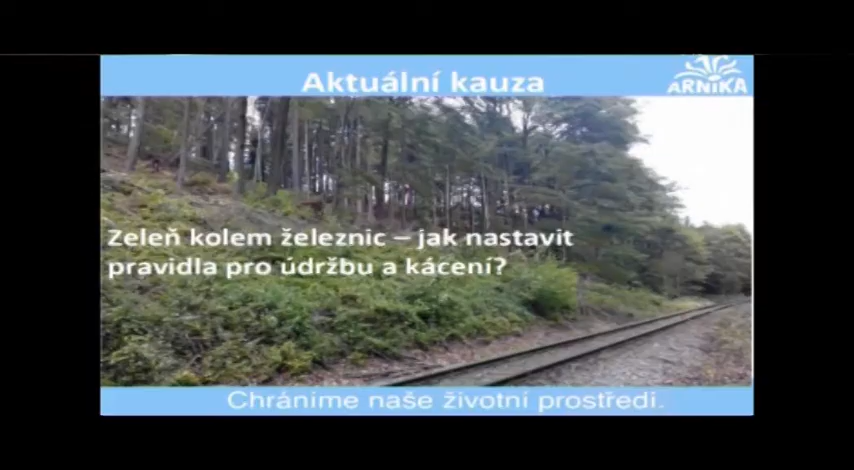 Aktuální kauza
ARNIKA
Zeleň kolem železnic – jak nastavit
pravidla pro údržbu a kácení?
Chráníme naše životní prostředí.